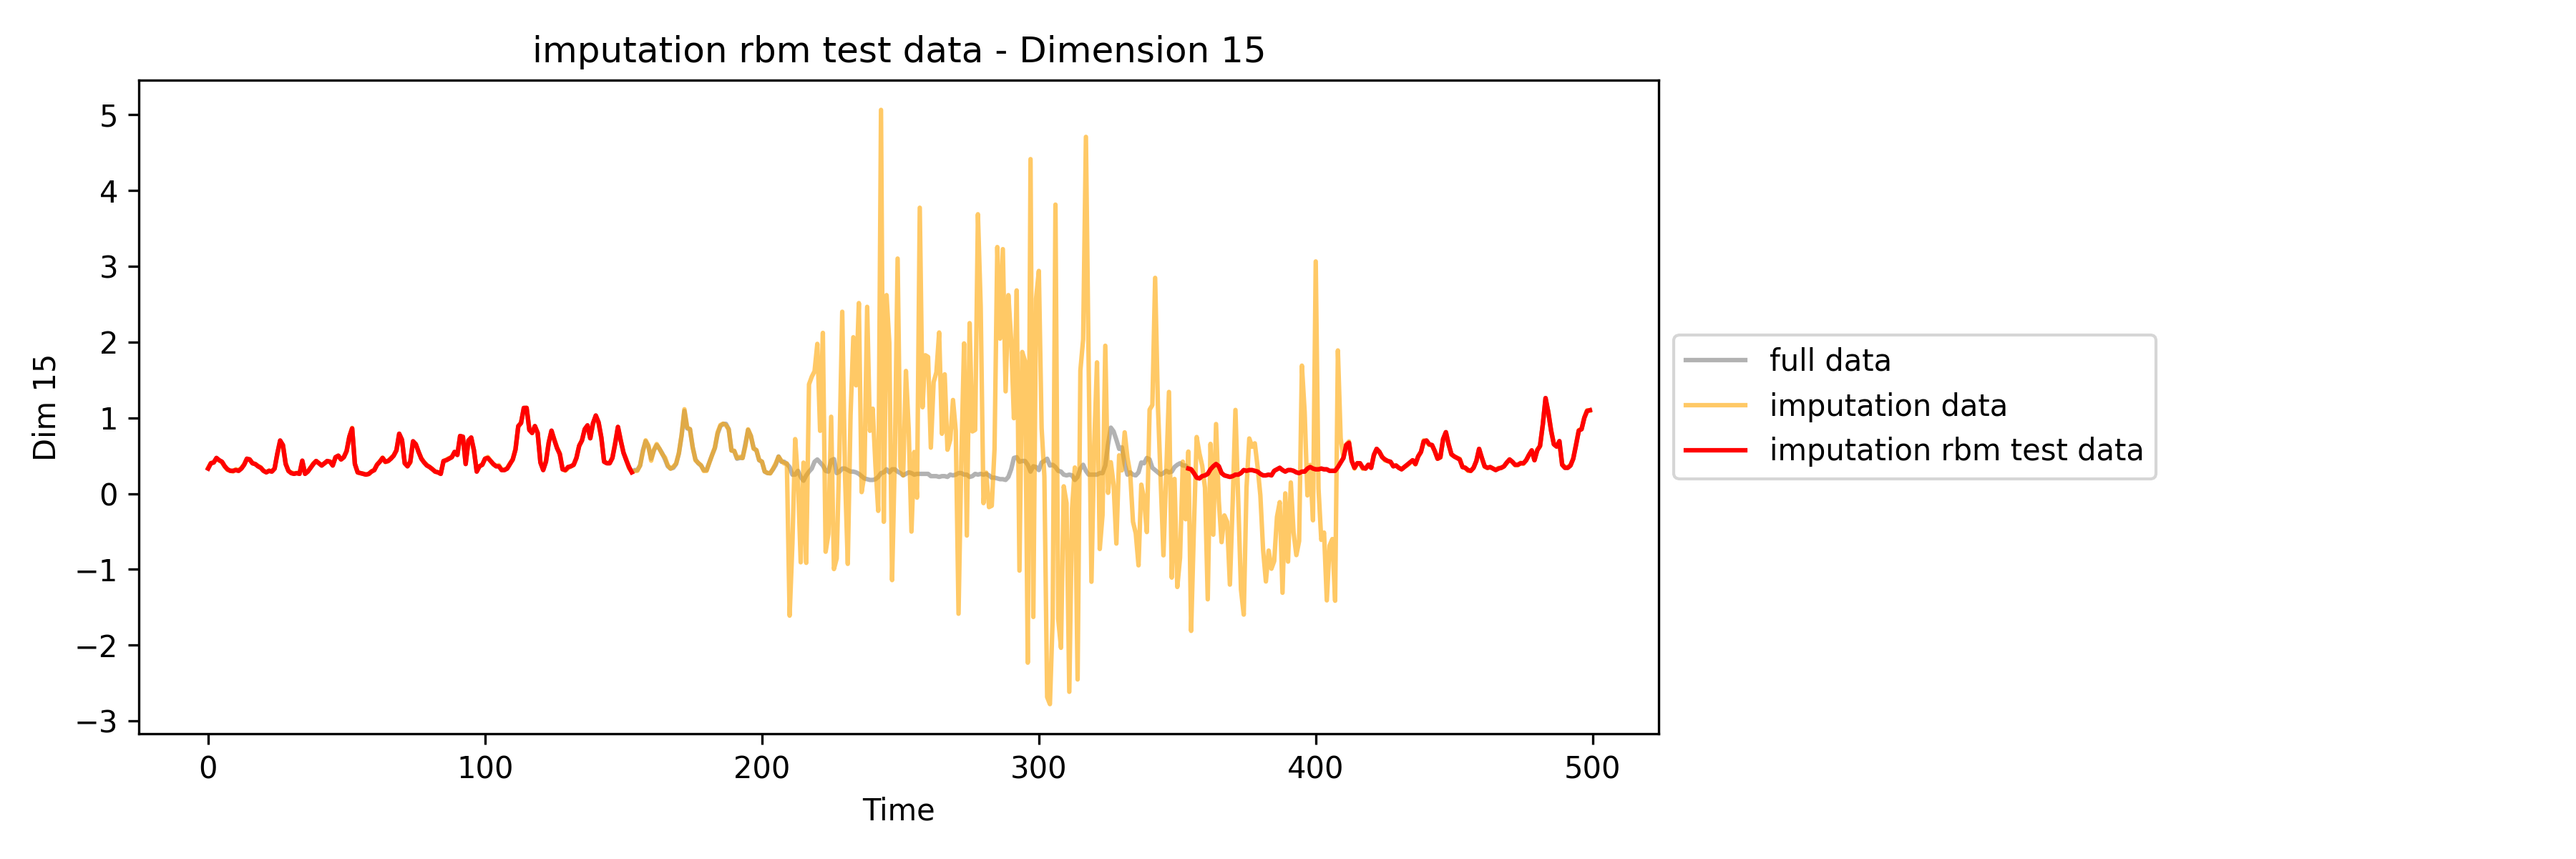 imputation rbm test data - Dimension 15
5
4
3
2
1
0
−1
−2
−3
Dim 15
0 100 200 300 400 500
Time
full data
imputation data
imputation rbm test data